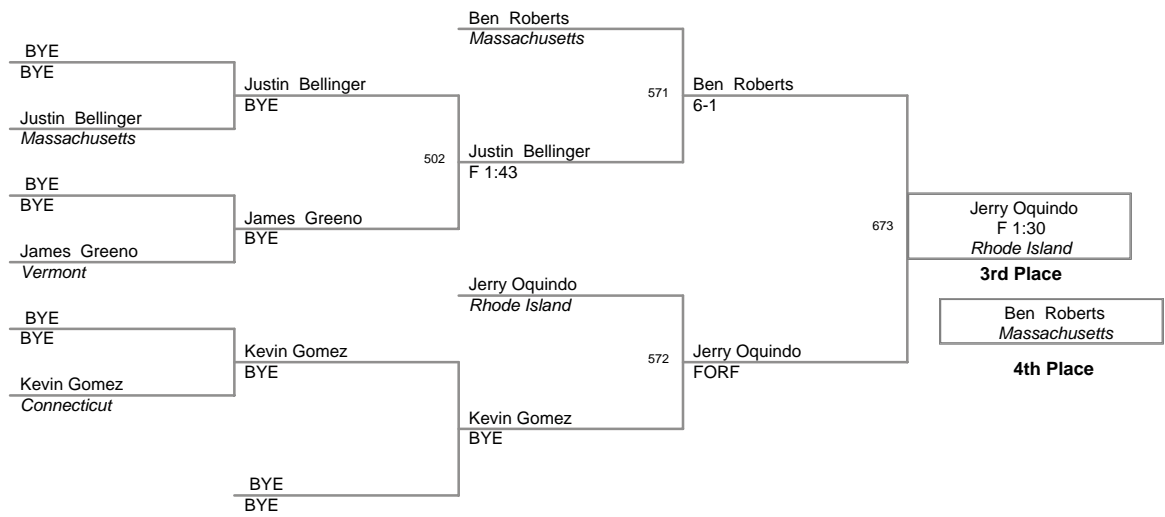 BYE
BYE
Justin Bellinger
Massachusetts
BYE
BYE
James Greeno
Vermont
BYE
BYE
Kevin Gomez
Connecticut
Justin Bellinger
BYE
James Greeno
BYE
Kevin Gomez
BYE
BYE
BYE
Ben Roberts
Massachusetts
502
Justin Bellinger
F 1:43
Jerry Oquindo
Rhode Island
Kevin Gomez
BYE
571
Ben Roberts
6-1
572
Jerry Oquindo
FORF
673
Jerry Oquindo
F 1:30
Rhode Island
3rd Place
Ben Roberts
Massachusetts
4th Place